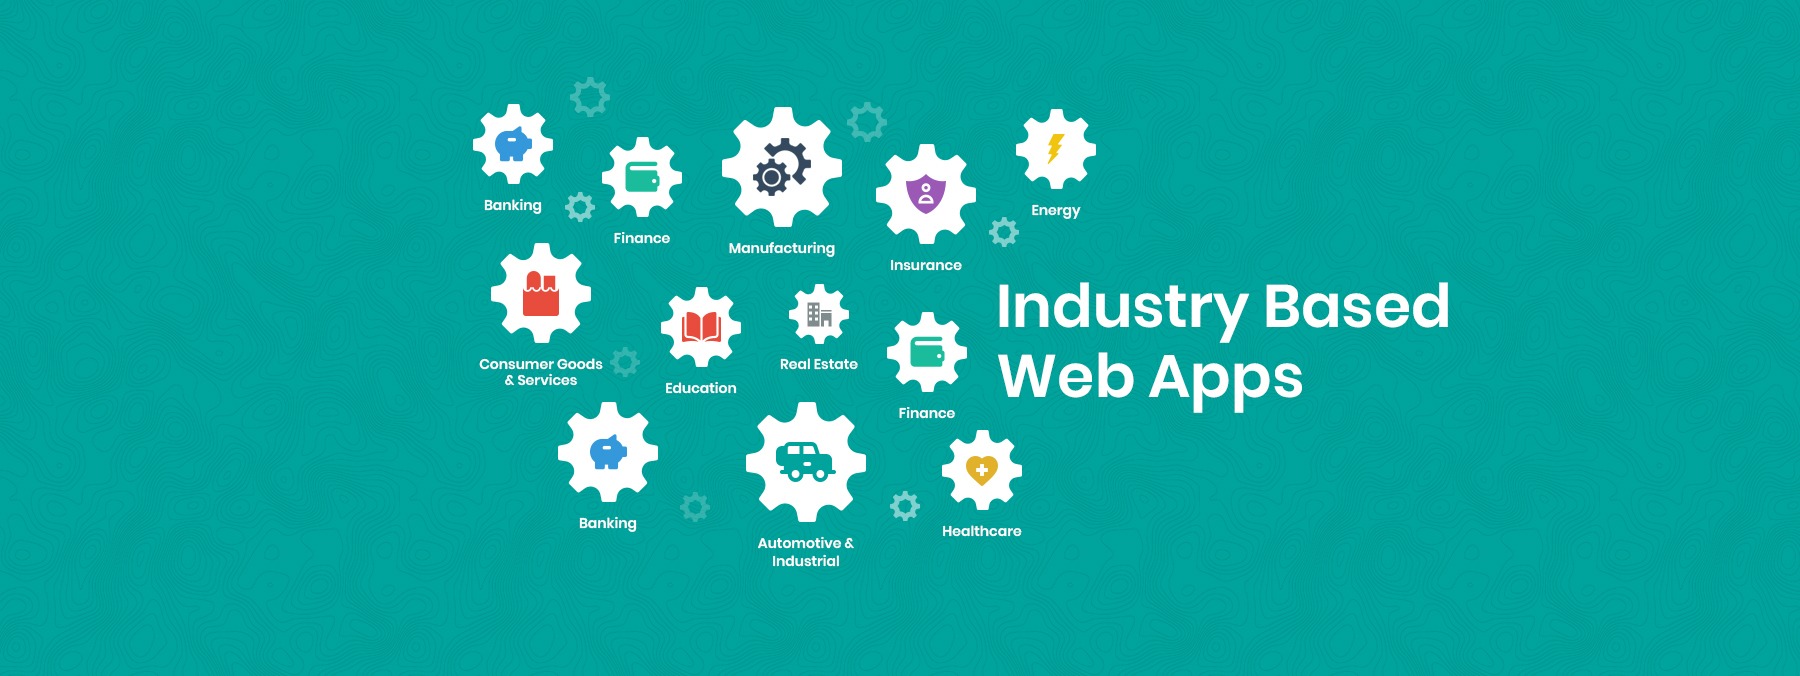 Banking
Finance
Manufacturing
Insurance
Energy
Consumer Goods
& Services
Education
Real Estate
Finance
Industry Based
Web Apps
Banking
Automotive &
Industrial
Healthcare